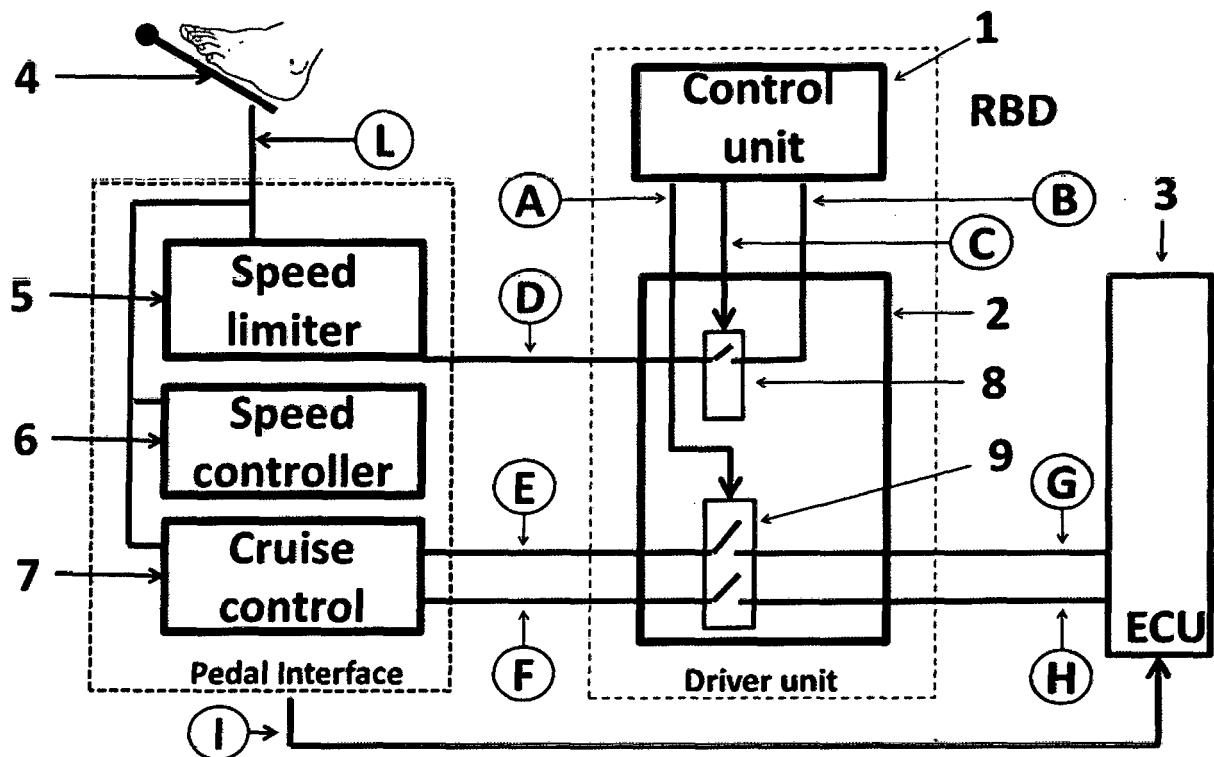 1
Control
unit
RBD
4
L
A
B
3
C
Speed
limiter
5
D
2
8
Speed
controller
6
9
E
G
Cruise
control
7
ECU
Pedal Interface
F
Driver unit
H
I